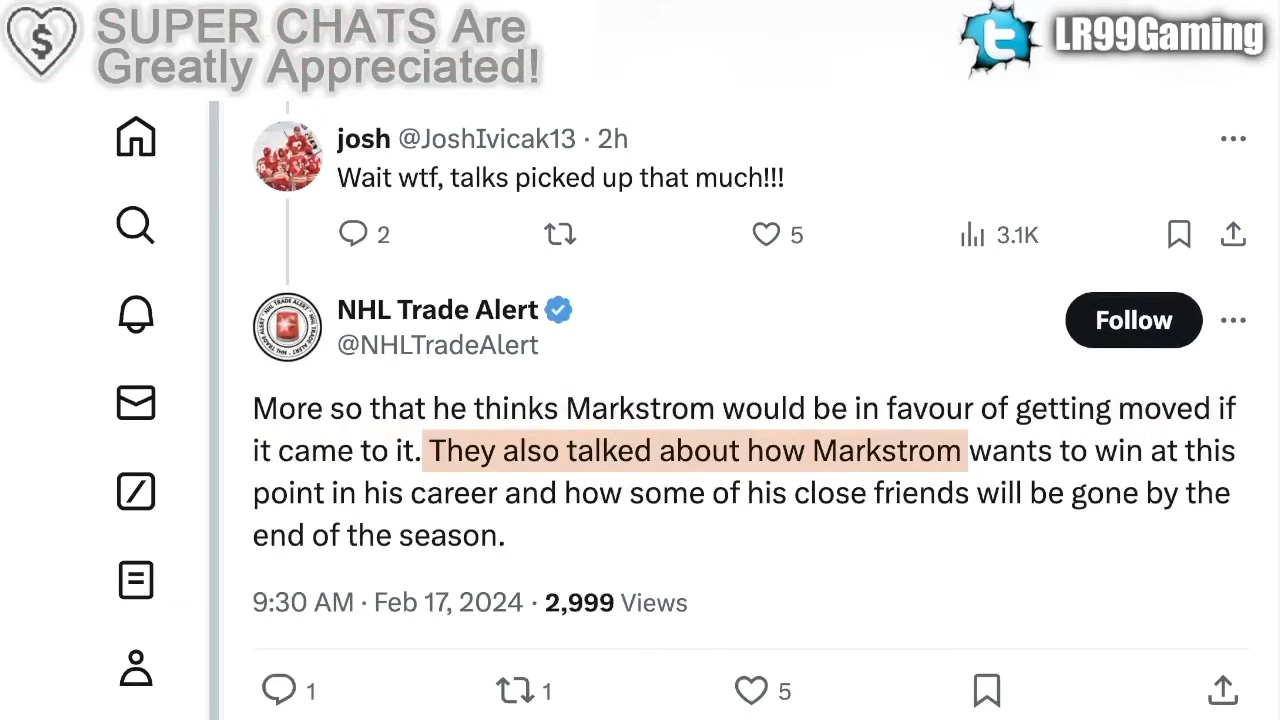 SUPER CHATS Are
Greatly Appreciated!
LR99Gaming
josh @JoshIvicak13 · 2h
Wait wtf, talks picked up that much!!!
2
5
3.1K
NHL Trade Alert
@NHLTradeAlert
Follow
More so that he thinks Markstrom would be in favour of getting moved if
it came to it. They also talked about how Markstrom wants to win at this
point in his career and how some of his close friends will be gone by the
end of the season.
9:30 AM · Feb 17, 2024 · 2,999 Views
1
1
5